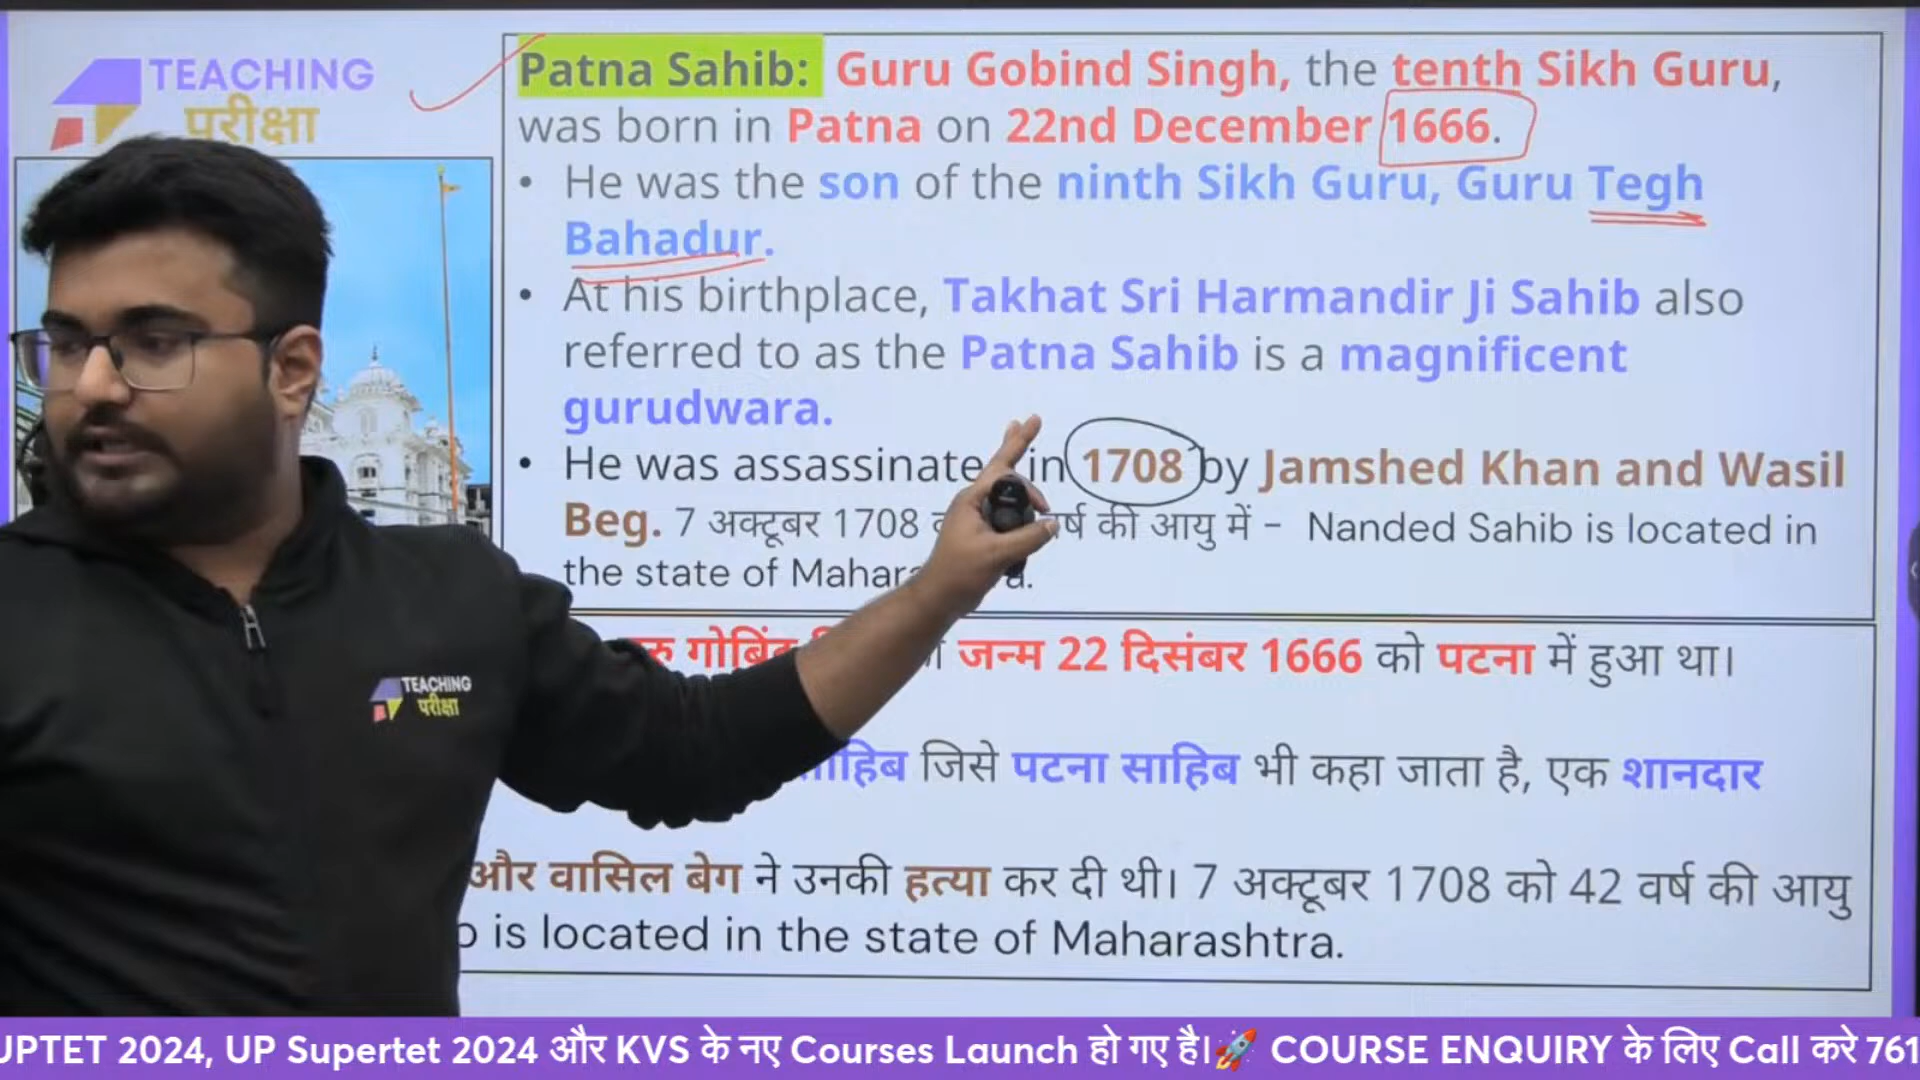 TEACHING
परीक्षा
Patna Sahib: Guru Gobind Singh, the tenth Sikh Guru,
was born in Patna on 22nd December 1666.
• He was the son of the ninth Sikh Guru, Guru Tegh
Bahadur.
• At his birthplace, Takhat Sri Harmandir Ji Sahib also
referred to as the Patna Sahib is a magnificent
gurudwara.
• He was in 1708 by Jamshed Khan and Wasil
Beg. 7 अक्टूबर 1708 की आयु में – Nanded Sahib is located in
the state of
गोबिंद जन्म 22 दिसंबर 1666 को पटना में हुआ था।
साहिब जिसे पटना साहिब भी कहा जाता है, एक शानदार
और वासिल बेग ने उनकी हत्या कर दी थी। 7 अक्टूबर 1708 को 42 वर्ष की आयु
is located in the state of Maharashtra.
TEACHING
परीक्षा
UPTET 2024, UP Supertet 2024 और KVS के नए Courses Launch हो गए है।🚀 COURSE ENQUIRY के लिए Call करे 761